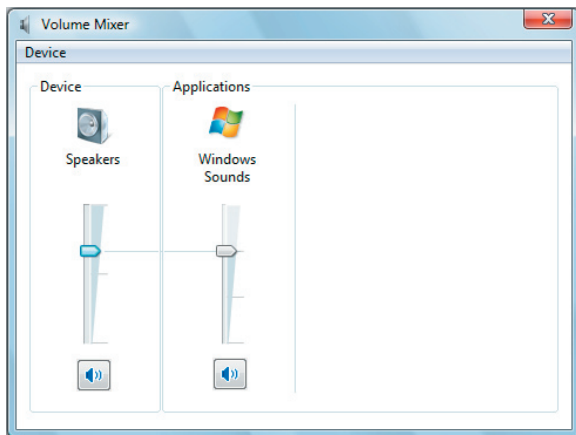 Volume Mixer
Device
Device
Applications
Speakers
Windows
Sounds